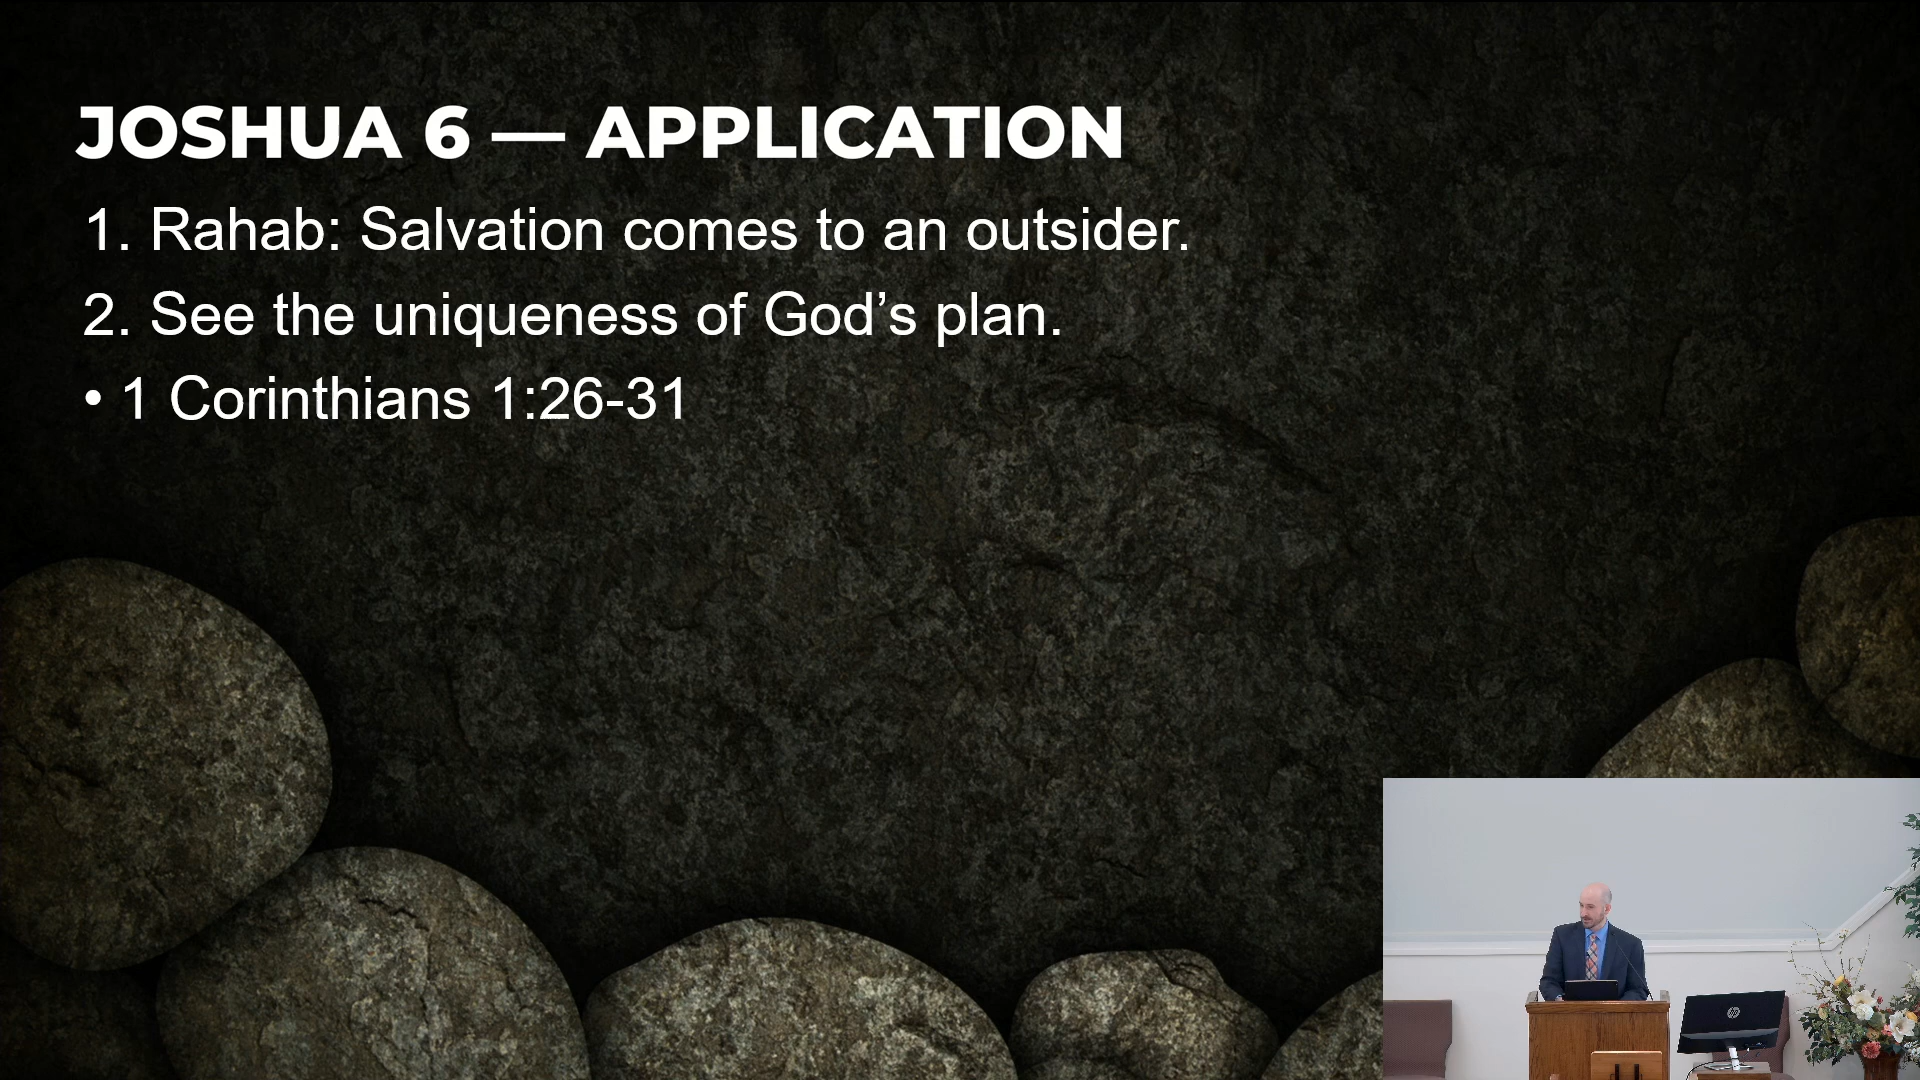 JOSHUA 6 — APPLICATION
1. Rahab: Salvation comes to an outsider.
2. See the uniqueness of God’s plan.
• 1 Corinthians 1:26-31
hp